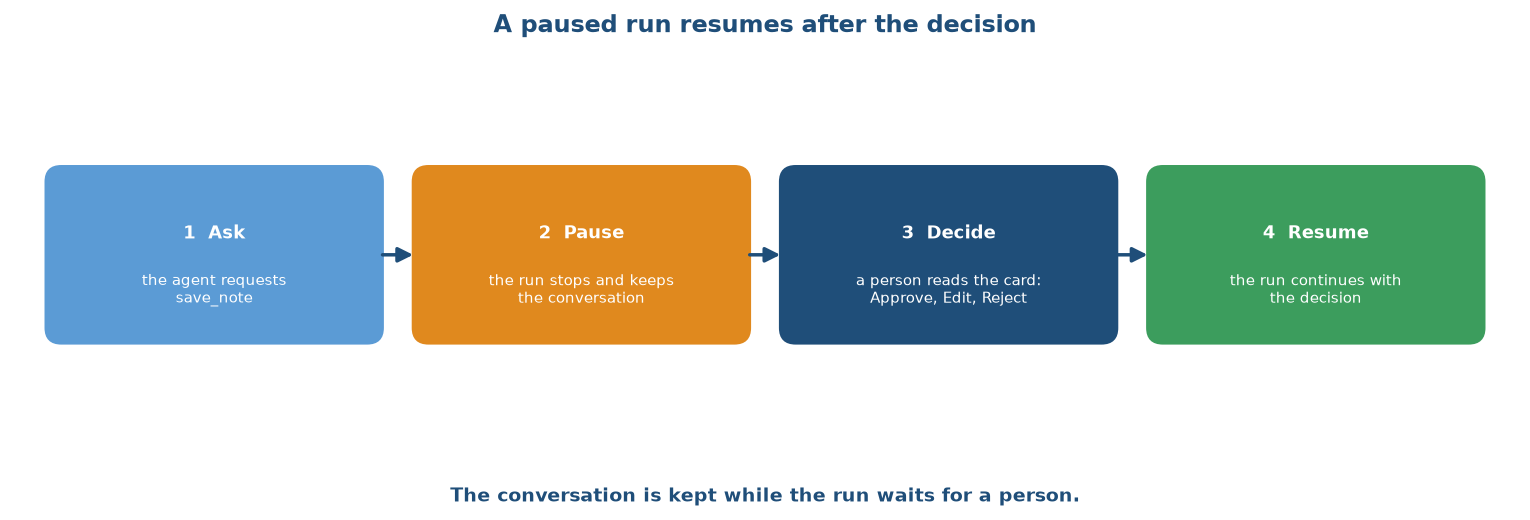 A paused run resumes after the decision
1  Ask
the agent requests
save_note
2  Pause
the run stops and keeps
the conversation
3  Decide
a person reads the card:
Approve, Edit, Reject
4  Resume
the run continues with
the decision
The conversation is kept while the run waits for a person.